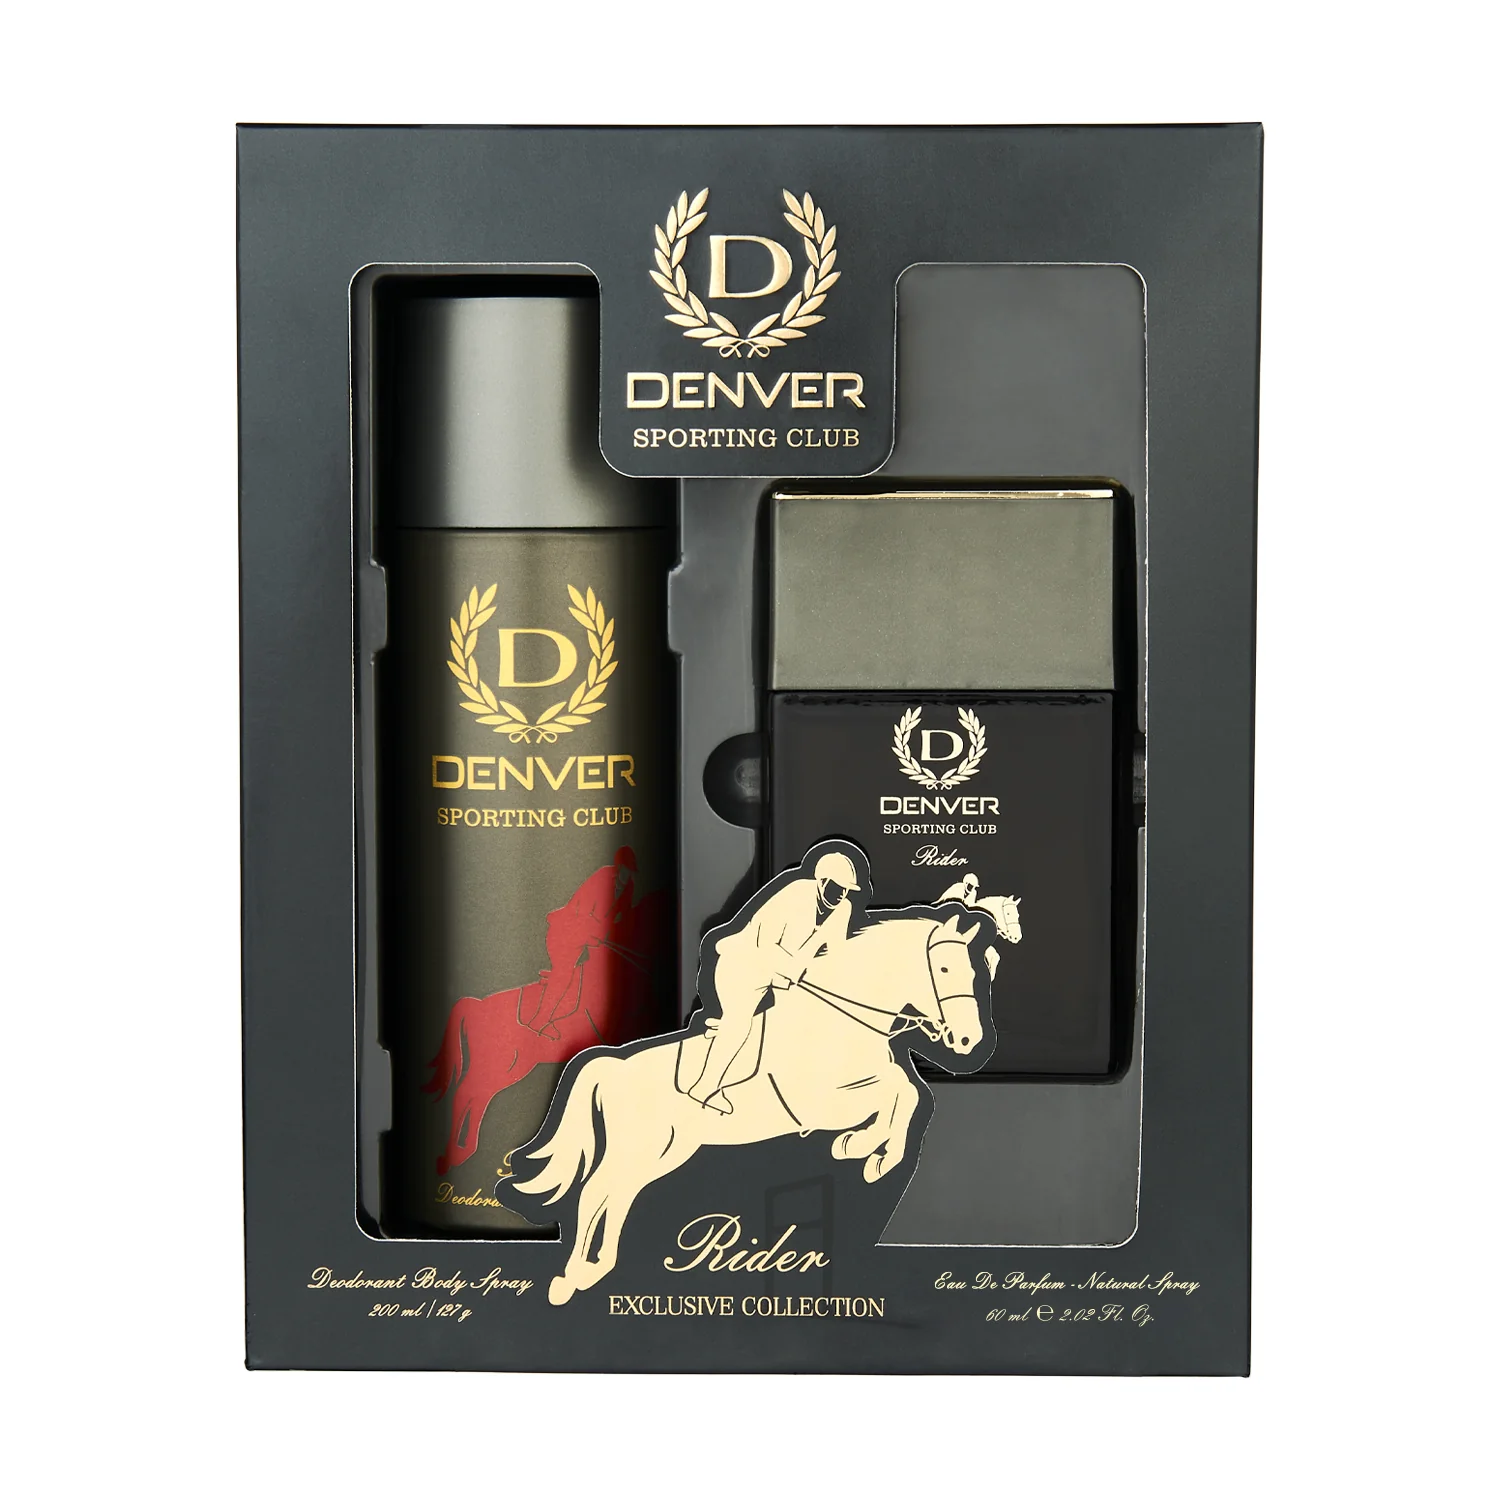 D
DENVER
SPORTING CLUB
D
DENVER
SPORTING CLUB
D
DENVER
SPORTING CLUB
Rider
Rider
EXCLUSIVE COLLECTION
Deodorant Body Spray
200 ml | 127 g
Eau De Parfum - Natural Spray
60 ml ℮ 2.02 Fl. Oz.